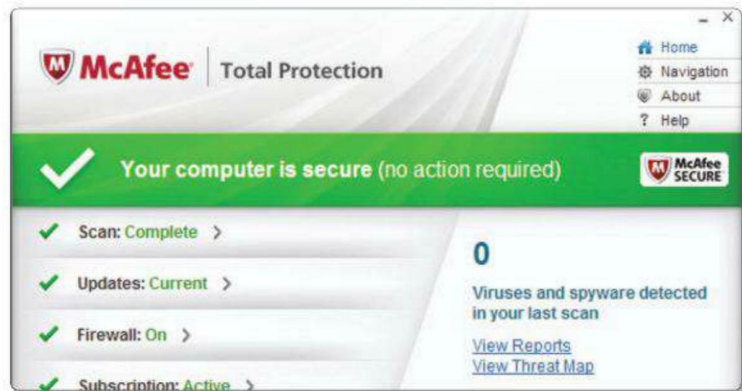 McAfee Total Protection
Home
Navigation
About
? Help
Your computer is secure (no action required)
McAfee
SECURE
Scan: Complete >
Updates: Current >
Firewall: On >
Subscription: Active >
0
Viruses and spyware detected
in your last scan
View Reports
View Threat Map